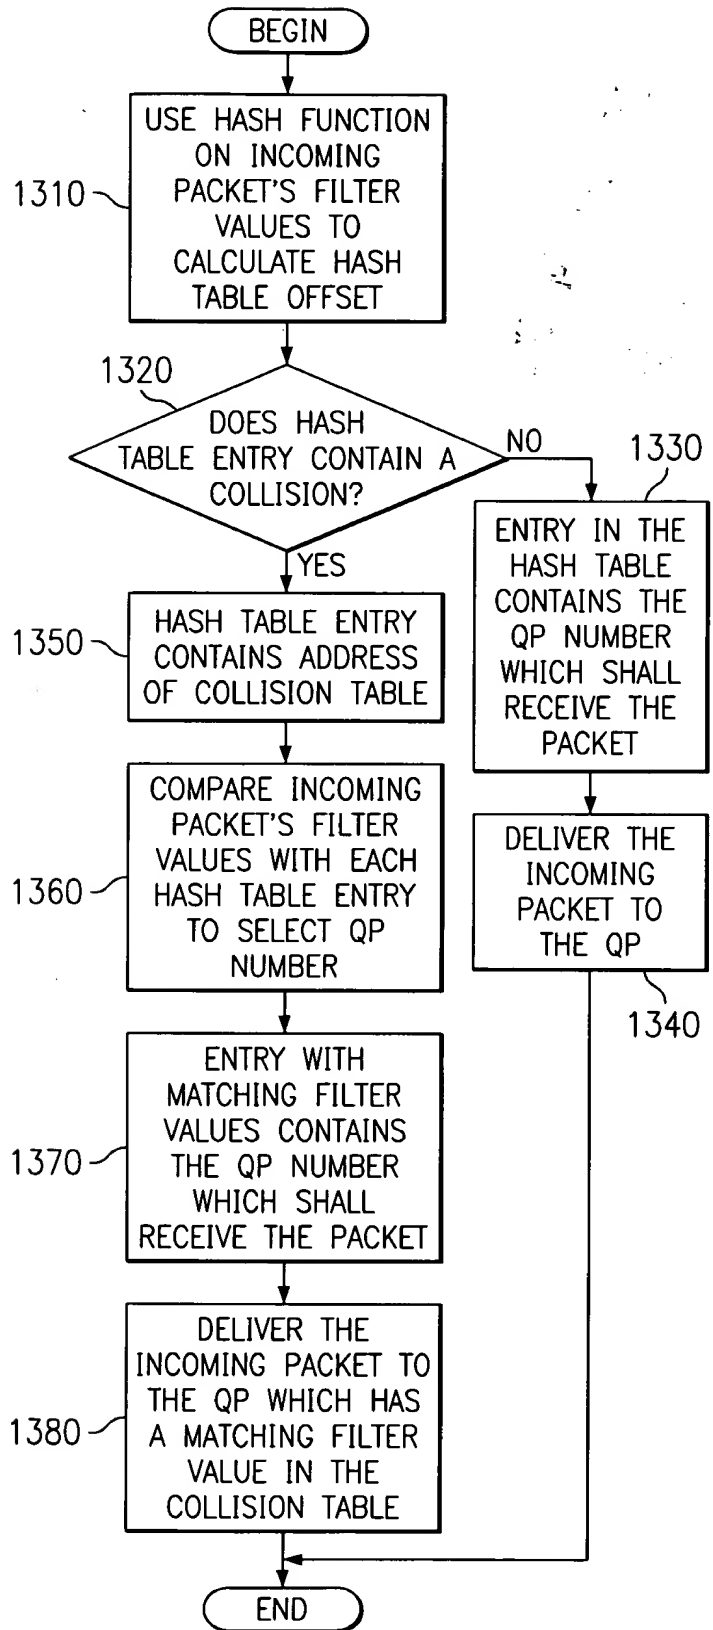 BEGIN
1310
USE HASH FUNCTION
ON INCOMING
PACKET'S FILTER
VALUES TO
CALCULATE HASH
TABLE OFFSET
1320
DOES HASH
TABLE ENTRY CONTAIN A
COLLISION?
NO
YES
1330
ENTRY IN THE
HASH TABLE
CONTAINS THE
QP NUMBER
WHICH SHALL
RECEIVE THE
PACKET
DELIVER THE
INCOMING
PACKET TO
THE QP
1340
1350
HASH TABLE ENTRY
CONTAINS ADDRESS
OF COLLISION TABLE
1360
COMPARE INCOMING
PACKET'S FILTER
VALUES WITH EACH
HASH TABLE ENTRY
TO SELECT QP
NUMBER
1370
ENTRY WITH
MATCHING FILTER
VALUES CONTAINS
THE QP NUMBER
WHICH SHALL
RECEIVE THE PACKET
1380
DELIVER THE
INCOMING PACKET TO
THE QP WHICH HAS
A MATCHING FILTER
VALUE IN THE
COLLISION TABLE
END